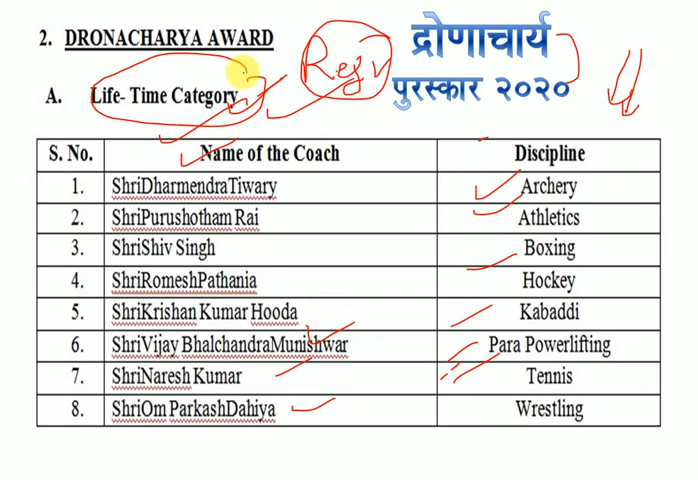 2. DRONACHARYA AWARD
द्रोणाचार्य
पुरस्कार २०२०
A. Life- Time Category
S. No. Name of the Coach Discipline
1. ShriDharmendraTiwary Archery
2. ShriPurushotham Rai Athletics
3. ShriShiv Singh Boxing
4. ShriRomeshPathania Hockey
5. ShriKrishan Kumar Hooda Kabaddi
6. ShriVijay BhalchandraMunishwar Para Powerlifting
7. ShriNaresh Kumar Tennis
8. ShriOm ParkashDahiya Wrestling